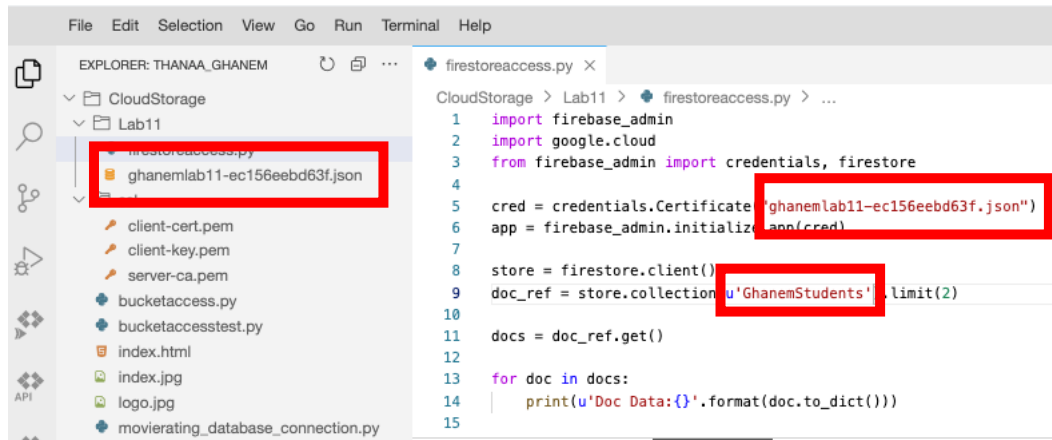 File Edit Selection View Go Run Terminal Help
EXPLORER: THANAA_GHANEM
CloudStorage
Lab11
firestoreaccess.py
ghanemlab11-ec156eebd63f.json
client-cert.pem
client-key.pem
server-ca.pem
bucketaccess.py
bucketaccesstest.py
index.html
index.jpg
logo.jpg
movierating_database_connection.py
API
firestoreaccess.py ×
CloudStorage > Lab11 > firestoreaccess.py > ...
1 import firebase_admin
2 import google.cloud
3 from firebase_admin import credentials, firestore
4
5 cred = credentials.Certificate("ghanemlab11-ec156eebd63f.json")
6 app = firebase_admin.initialize_app(cred)
7
8 store = firestore.client()
9 doc_ref = store.collection(u'GhanemStudents').limit(2)
10
11 docs = doc_ref.get()
12
13 for doc in docs:
14 print(u'Doc Data:{}'.format(doc.to_dict()))
15